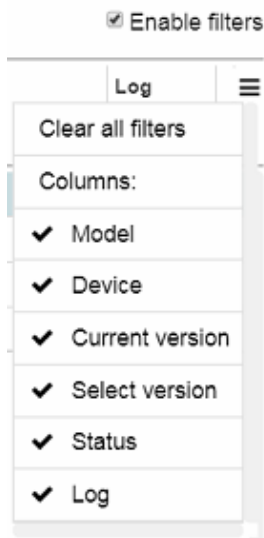 Enable filters
Log
Clear all filters
Columns:
Model
Device
Current version
Select version
Status
Log